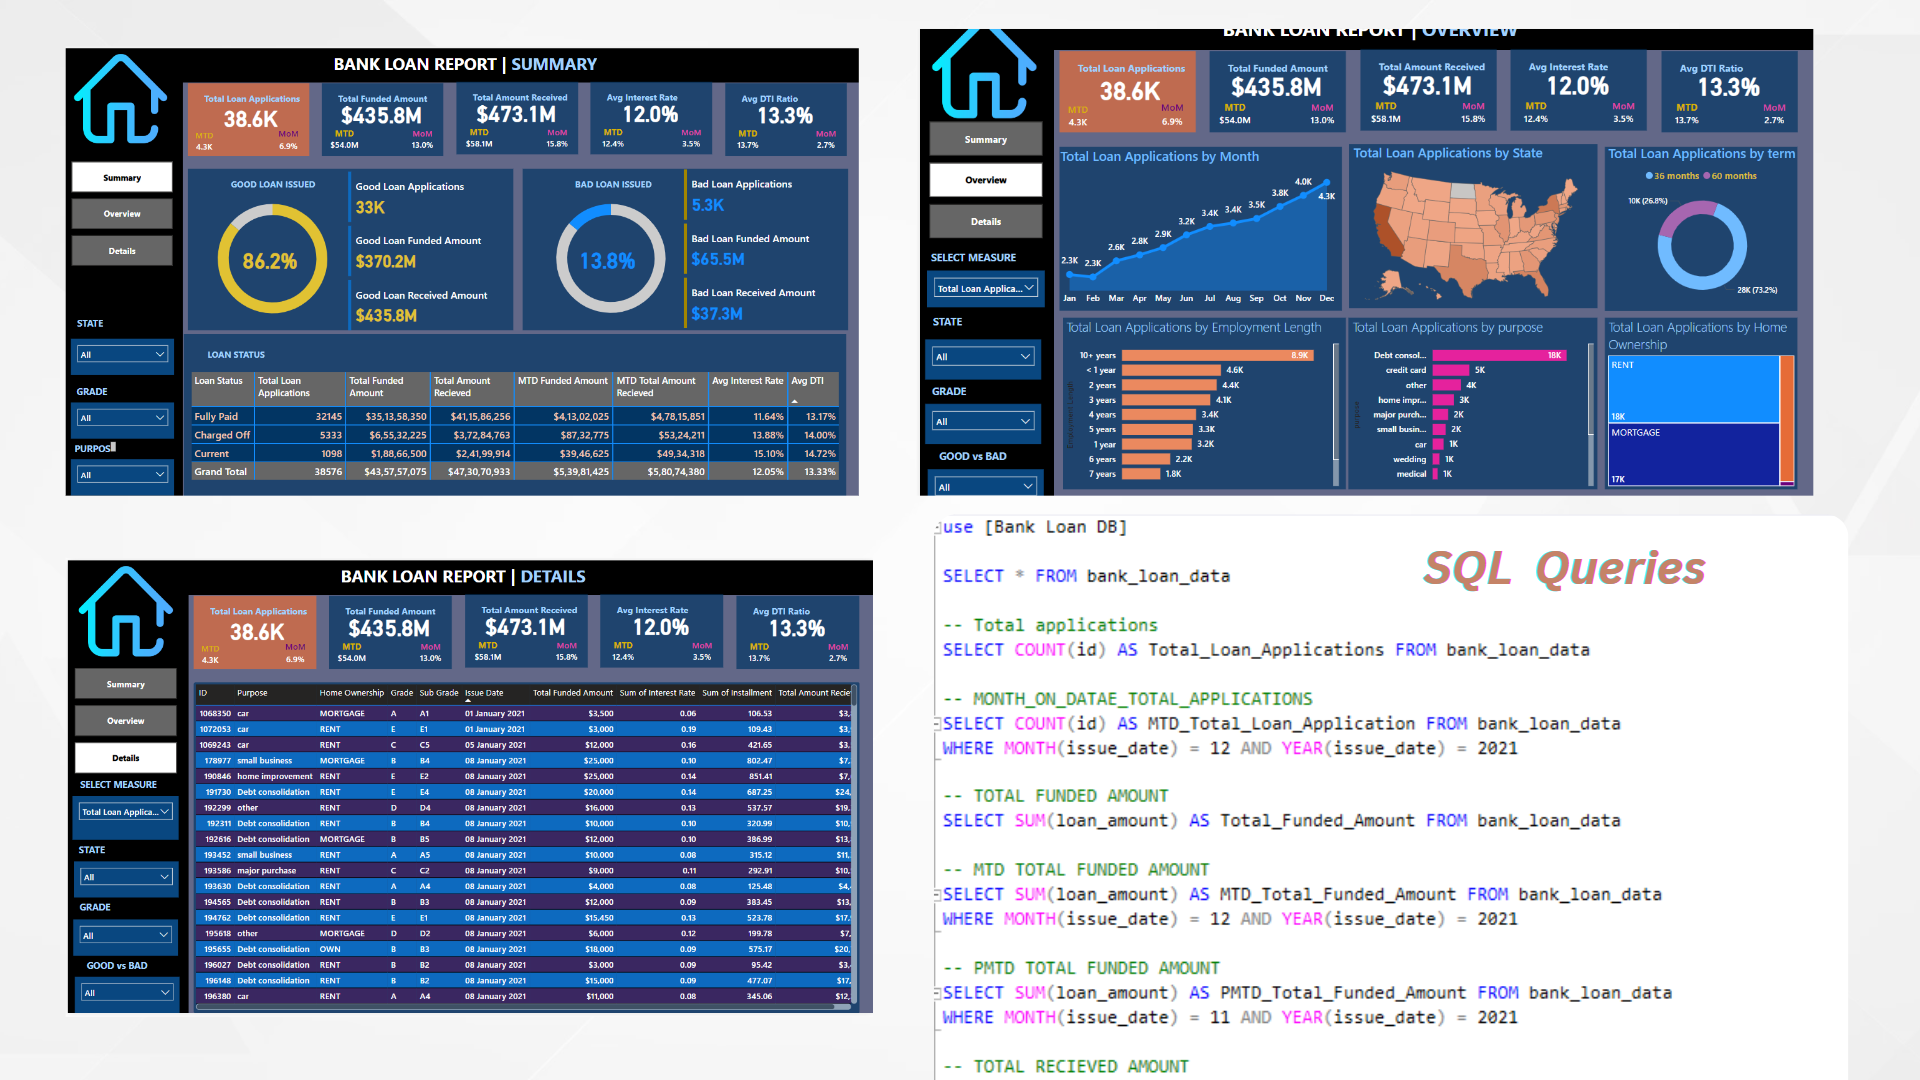 BANK LOAN REPORT | SUMMARY
Total Loan Applications
38.6K
MTD MoM
4.3K 6.9%
Total Funded Amount
$435.8M
MTD MoM
$54.0M 13.0%
Total Amount Received
$473.1M
MTD MoM
$58.1M 15.8%
Avg Interest Rate
12.0%
MTD MoM
12.4% 3.5%
Avg DTI Ratio
13.3%
MTD MoM
13.7% 2.7%
Summary
Overview
Details
STATE
All
GRADE
All
PURPOS
All
GOOD LOAN ISSUED
86.2%
Good Loan Applications
33K
Good Loan Funded Amount
$370.2M
Good Loan Received Amount
$435.8M
BAD LOAN ISSUED
13.8%
Bad Loan Applications
5.3K
Bad Loan Funded Amount
$65.5M
Bad Loan Received Amount
$37.3M
LOAN STATUS
Loan Status Total Loan Applications Total Funded Amount Total Amount Recieved MTD Funded Amount MTD Total Amount Recieved Avg Interest Rate Avg DTI
Fully Paid 32145 $35,13,58,350 $41,15,86,256 $4,13,02,025 $4,78,15,851 11.64% 13.17%
Charged Off 5333 $6,55,32,225 $3,72,84,763 $87,32,775 $53,24,211 13.88% 14.00%
Current 1098 $1,88,66,500 $2,41,99,914 $39,46,625 $49,34,318 15.10% 14.72%
Grand Total 38576 $43,57,57,075 $47,30,70,933 $5,39,81,425 $5,80,74,380 12.05% 13.33%
BANK LOAN REPORT | OVERVIEW
Total Loan Applications
38.6K
MTD MoM
4.3K 6.9%
Total Funded Amount
$435.8M
MTD MoM
$54.0M 13.0%
Total Amount Received
$473.1M
MTD MoM
$58.1M 15.8%
Avg Interest Rate
12.0%
MTD MoM
12.4% 3.5%
Avg DTI Ratio
13.3%
MTD MoM
13.7% 2.7%
Summary
Overview
Details
SELECT MEASURE
Total Loan Applica...
STATE
All
GRADE
All
GOOD vs BAD
All
Total Loan Applications by Month
2.3K 2.3K 2.6K 2.8K 2.9K 3.2K 3.4K 3.4K 3.5K 3.8K 4.0K 4.3K
Jan Feb Mar Apr May Jun Jul Aug Sep Oct Nov Dec
Total Loan Applications by State
Total Loan Applications by term
36 months 60 months
10K (26.8%)
28K (73.2%)
Total Loan Applications by Employment Length
Employment Length
10+ years 8.9K
< 1 year 4.6K
2 years 4.4K
3 years 4.1K
4 years 3.4K
5 years 3.3K
1 year 3.2K
6 years 2.2K
7 years 1.8K
Total Loan Applications by purpose
purpose
Debt consol... 18K
credit card 5K
other 4K
home impr... 3K
major purch... 2K
small busin... 2K
car 1K
wedding 1K
medical 1K
Total Loan Applications by Home
Ownership
RENT
18K
MORTGAGE
17K
BANK LOAN REPORT | DETAILS
Total Loan Applications
38.6K
MTD MoM
4.3K 6.9%
Total Funded Amount
$435.8M
MTD MoM
$54.0M 13.0%
Total Amount Received
$473.1M
MTD MoM
$58.1M 15.8%
Avg Interest Rate
12.0%
MTD MoM
12.4% 3.5%
Avg DTI Ratio
13.3%
MTD MoM
13.7% 2.7%
Summary
Overview
Details
SELECT MEASURE
Total Loan Applica...
STATE
All
GRADE
All
GOOD vs BAD
All
ID Purpose Home Ownership Grade Sub Grade Issue Date Total Funded Amount Sum of Interest Rate Sum of Installment Total Amount Recie
1068350 car MORTGAGE A A1 01 January 2021 $3,500 0.06 106.53 $3,
1072053 car RENT E E1 01 January 2021 $3,000 0.19 109.43 $3,
1069243 car RENT C C5 05 January 2021 $12,000 0.16 421.65 $3,
178977 small business MORTGAGE B B4 08 January 2021 $25,000 0.10 802.47 $7,
190846 home improvement RENT E E2 08 January 2021 $25,000 0.14 851.41 $7,
191730 Debt consolidation RENT E E4 08 January 2021 $20,000 0.14 687.25 $24,
192299 other RENT D D4 08 January 2021 $16,000 0.13 537.57 $19,
192311 Debt consolidation RENT B B4 08 January 2021 $10,000 0.10 320.99 $10,
192616 Debt consolidation MORTGAGE B B5 08 January 2021 $12,000 0.10 386.99 $13,
193452 small business RENT A A5 08 January 2021 $10,000 0.08 315.12 $11,
193586 major purchase RENT C C2 08 January 2021 $9,000 0.11 292.91 $10,
193630 Debt consolidation RENT A A4 08 January 2021 $4,000 0.08 125.48 $4,
194565 Debt consolidation RENT B B3 08 January 2021 $12,000 0.09 383.45 $13,
194762 Debt consolidation RENT E E1 08 January 2021 $15,450 0.13 523.78 $17,
195618 other MORTGAGE D D2 08 January 2021 $6,000 0.12 199.78 $7,
195655 Debt consolidation OWN B B3 08 January 2021 $18,000 0.09 575.17 $20,
196027 Debt consolidation RENT B B2 08 January 2021 $3,000 0.09 95.42 $3,
196148 Debt consolidation RENT B B2 08 January 2021 $15,000 0.09 477.07 $17,
196380 car RENT A A4 08 January 2021 $11,000 0.08 345.06 $12,
SQL Queries
use [Bank Loan DB]
SELECT * FROM bank_loan_data
-- Total applications
SELECT COUNT(id) AS Total_Loan_Applications FROM bank_loan_data
-- MONTH_ON_DATAE_TOTAL_APPLICATIONS
SELECT COUNT(id) AS MTD_Total_Loan_Application FROM bank_loan_data
WHERE MONTH(issue_date) = 12 AND YEAR(issue_date) = 2021
-- TOTAL FUNDED AMOUNT
SELECT SUM(loan_amount) AS Total_Funded_Amount FROM bank_loan_data
-- MTD TOTAL FUNDED AMOUNT
SELECT SUM(loan_amount) AS MTD_Total_Funded_Amount FROM bank_loan_data
WHERE MONTH(issue_date) = 12 AND YEAR(issue_date) = 2021
-- PMTD TOTAL FUNDED AMOUNT
SELECT SUM(loan_amount) AS PMTD_Total_Funded_Amount FROM bank_loan_data
WHERE MONTH(issue_date) = 11 AND YEAR(issue_date) = 2021
-- TOTAL RECIEVED AMOUNT